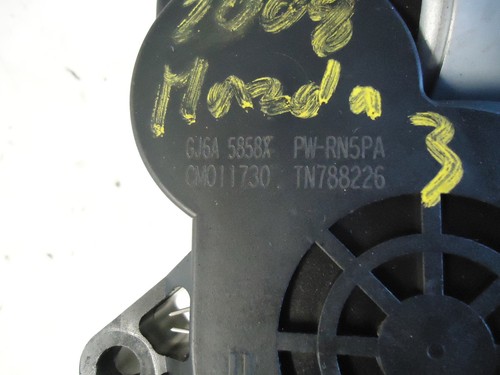 2008
Mazda
3
GJ6A 5858X PW-RN5PA
CM011730 TN788226